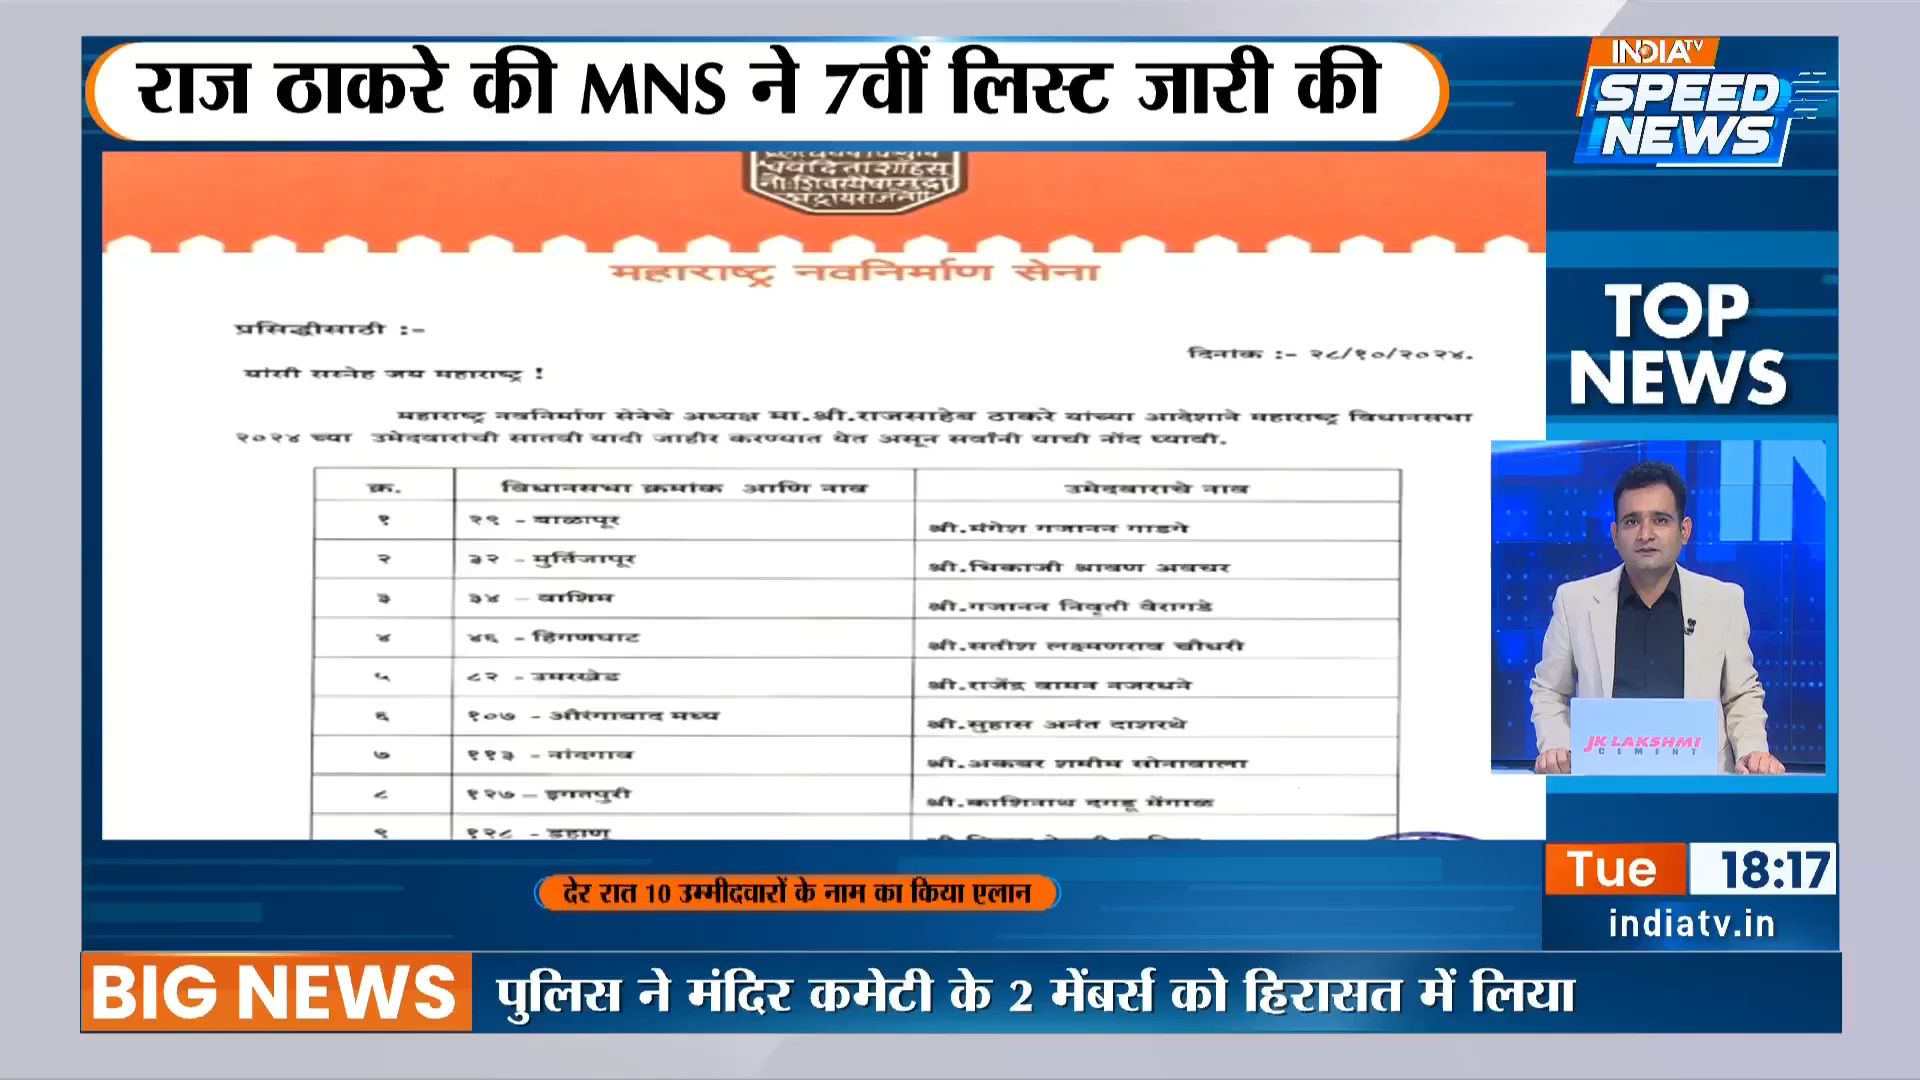 राज ठाकरे की MNS ने 7वीं लिस्ट जारी की
INDIA TV
SPEED
NEWS
महाराष्ट्र नवनिर्माण सेना
प्रसिद्धीसाठी :-
दिनांक :- २८/१०/२०२४.
यांसी सस्नेह जय महाराष्ट्र !
महाराष्ट्र नवनिर्माण सेनेचे अध्यक्ष मा.श्री.राजसाहेब ठाकरे यांच्या आदेशाने महाराष्ट्र विधानसभा
२०२४ च्या उमेदवारांची सातवी यादी जाहीर करण्यात येत असून सर्वांनी याची नोंद घ्यावी.
क्र. विधानसभा क्रमांक आणि नाव उमेदवाराचे नाव
१ २९ - बाळापूर श्री.मंगेश गजानन गाडगे
२ ३२ - मुर्तिजापूर श्री.भिकाजी श्रावण अवचर
३ ३४ - वाशिम श्री.गजानन निवृती वैरागडे
४ ४६ - हिंगणघाट श्री.सतीश लक्ष्मणराव चौधरी
५ ८२ - उमरखेड श्री.राजेंद्र वामन नजरधने
६ १०७ - औरंगाबाद मध्य श्री.सुहास अनंत दाशरथे
७ ११३ - नांदगाव श्री.अकबर शमीम सोनावाला
८ १२७ - इगतपुरी श्री.काशिनाथ दगडू मेंगाळ
९ १२८ - डहाणू
TOP
NEWS
JK LAKSHMI
CEMENT
देर रात 10 उम्मीदवारों के नाम का किया एलान
Tue 18:17
indiatv.in
BIG NEWS पुलिस ने मंदिर कमेटी के 2 मेंबर्स को हिरासत में लिया